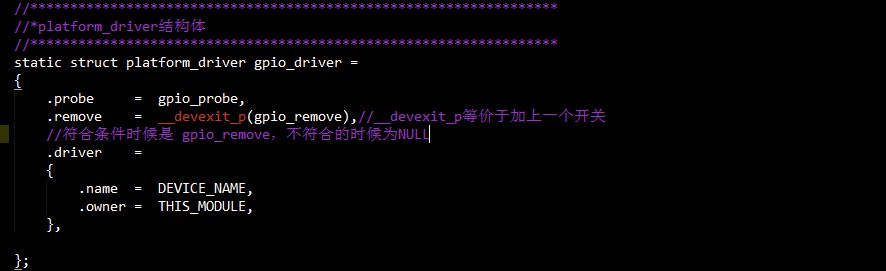 //******************************************************************
//*platform_driver结构体
//******************************************************************
static struct platform_driver gpio_driver =
{
    .probe     =  gpio_probe,
    .remove    =  __devexit_p(gpio_remove),//__devexit_p等价于加上一个开关
    //符合条件时候是 gpio_remove，不符合的时候为NULL
    .driver    =
    {
        .name  =  DEVICE_NAME,
        .owner =  THIS_MODULE,
    },
};